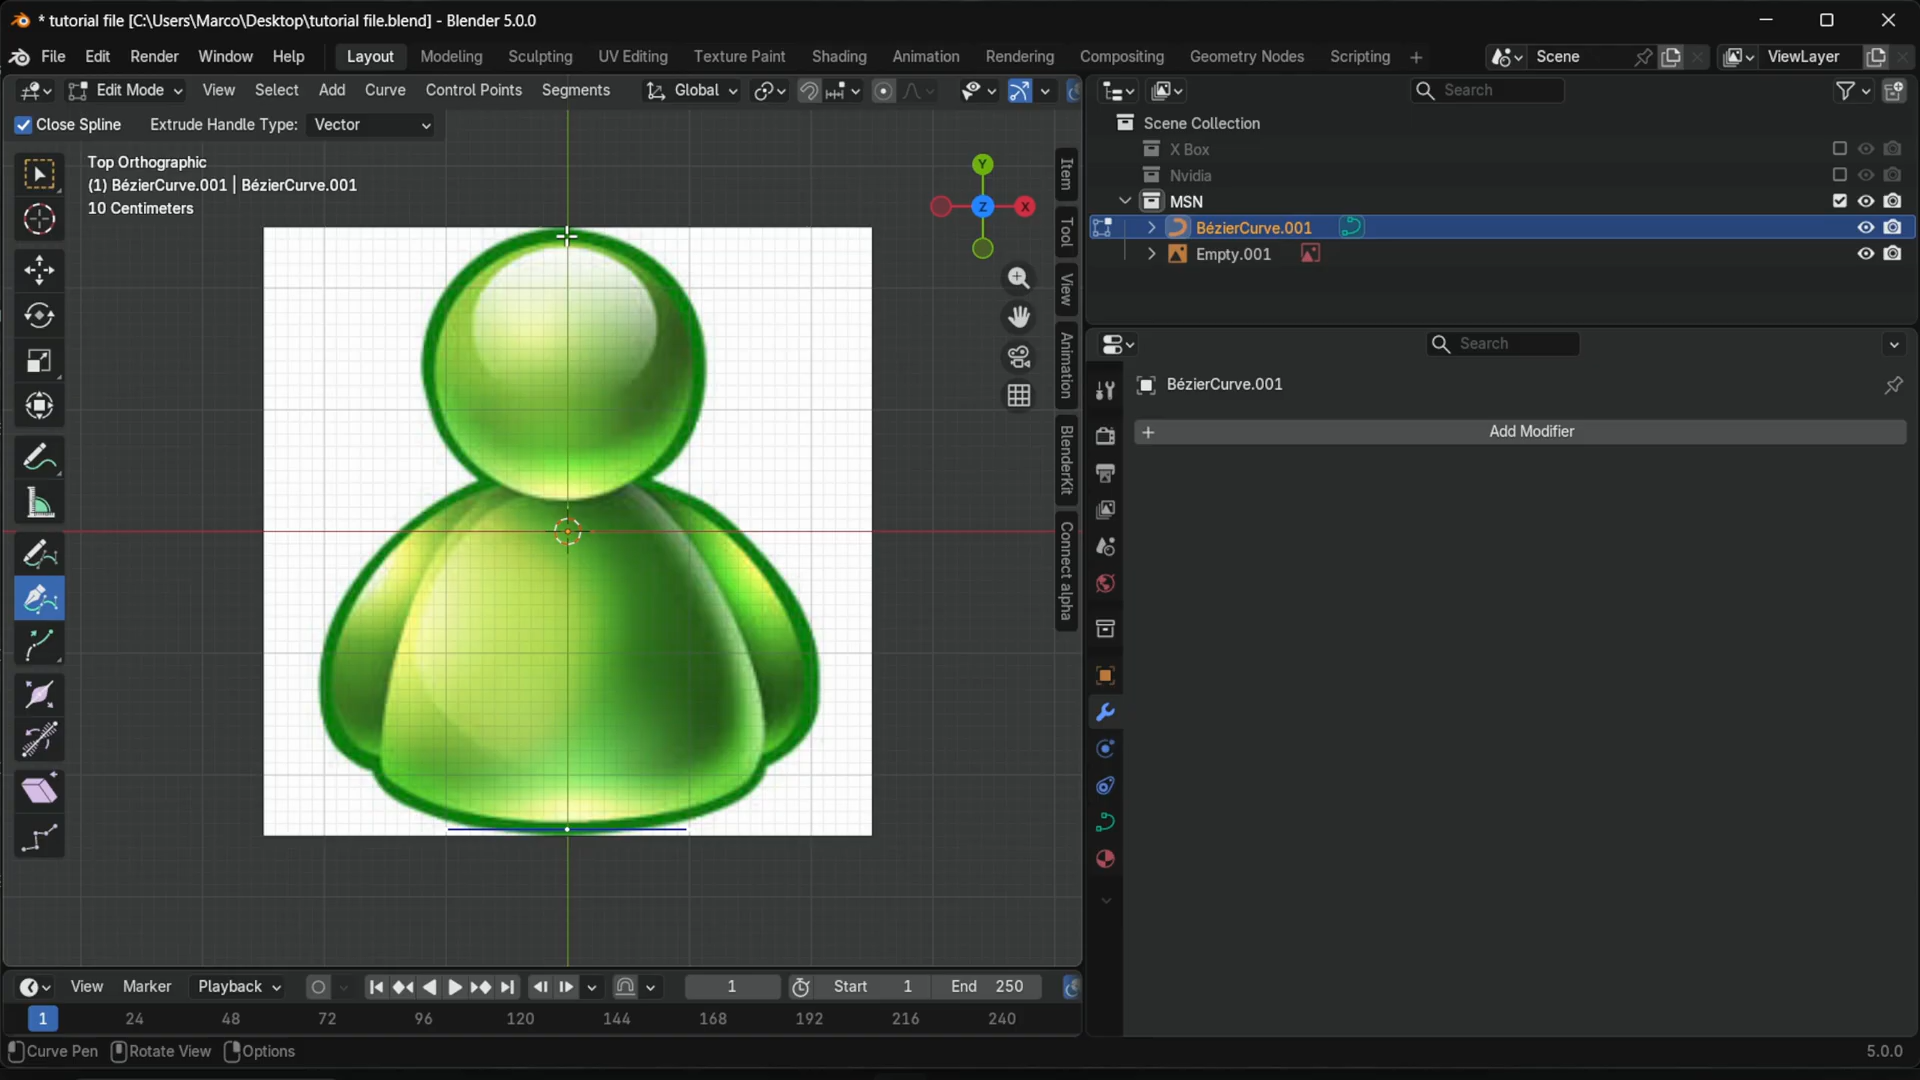 * tutorial file [C:\Users\Marco\Desktop\tutorial file.blend] - Blender 5.0.0
File Edit Render Window Help Layout Modeling Sculpting UV Editing Texture Paint Shading Animation Rendering Compositing Geometry Nodes Scripting + Scene ViewLayer
Edit Mode View Select Add Curve Control Points Segments Global Search
Close Spline Extrude Handle Type: Vector
Scene Collection
X Box
Nvidia
MSN
BézierCurve.001
Empty.001
Top Orthographic
(1) BézierCurve.001 | BézierCurve.001
10 Centimeters
Y
X
Z
Item
Tool
View
Animation
BlenderKit
Connect alpha
Search
BézierCurve.001
+ Add Modifier
View Marker Playback 1 Start 1 End 250
1 24 48 72 96 120 144 168 192 216 240
Curve Pen Rotate View Options 5.0.0